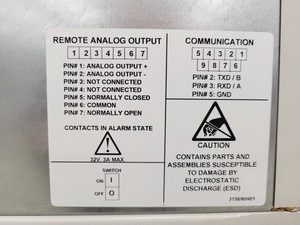 REMOTE ANALOG OUTPUT
1 2 3 4 5 6 7
PIN# 1: ANALOG OUTPUT +
PIN# 2: ANALOG OUTPUT -
PIN# 3: NOT CONNECTED
PIN# 4: NOT CONNECTED
PIN# 5: NORMALLY CLOSED
PIN# 6: COMMON
PIN# 7: NORMALLY OPEN
CONTACTS IN ALARM STATE
32V, 3A MAX.
SWITCH
ON I
OFF O
COMMUNICATION
5 4 3 2 1
9 8 7 6
PIN# 2: TXD / B
PIN# 3: RXD / A
PIN# 5: GND
CAUTION
CONTAINS PARTS AND
ASSEMBLIES SUSCEPTIBLE
TO DAMAGE BY
ELECTROSTATIC
DISCHARGE (ESD)